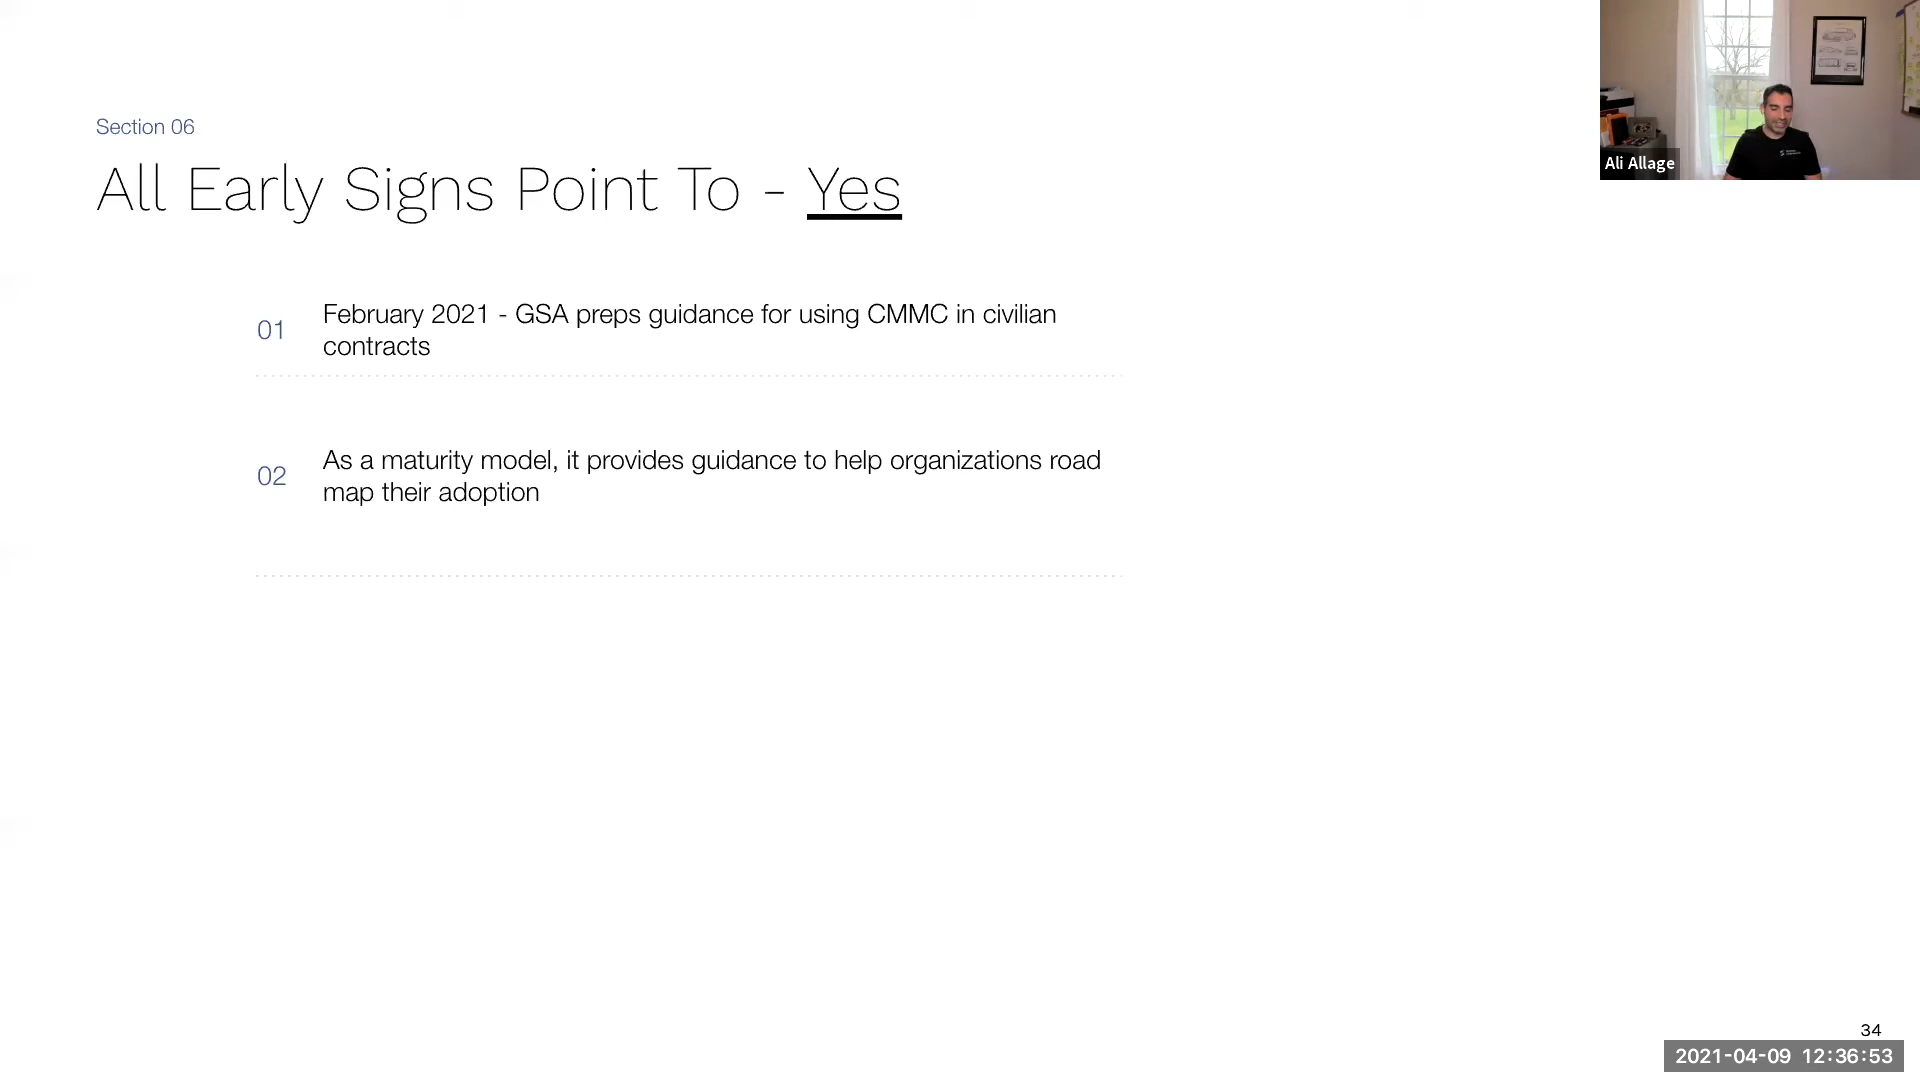 Section 06
All Early Signs Point To - Yes
01
February 2021 - GSA preps guidance for using CMMC in civilian
contracts
02
As a maturity model, it provides guidance to help organizations road
map their adoption
Ali Allage
34
2021-04-09 12:36:53